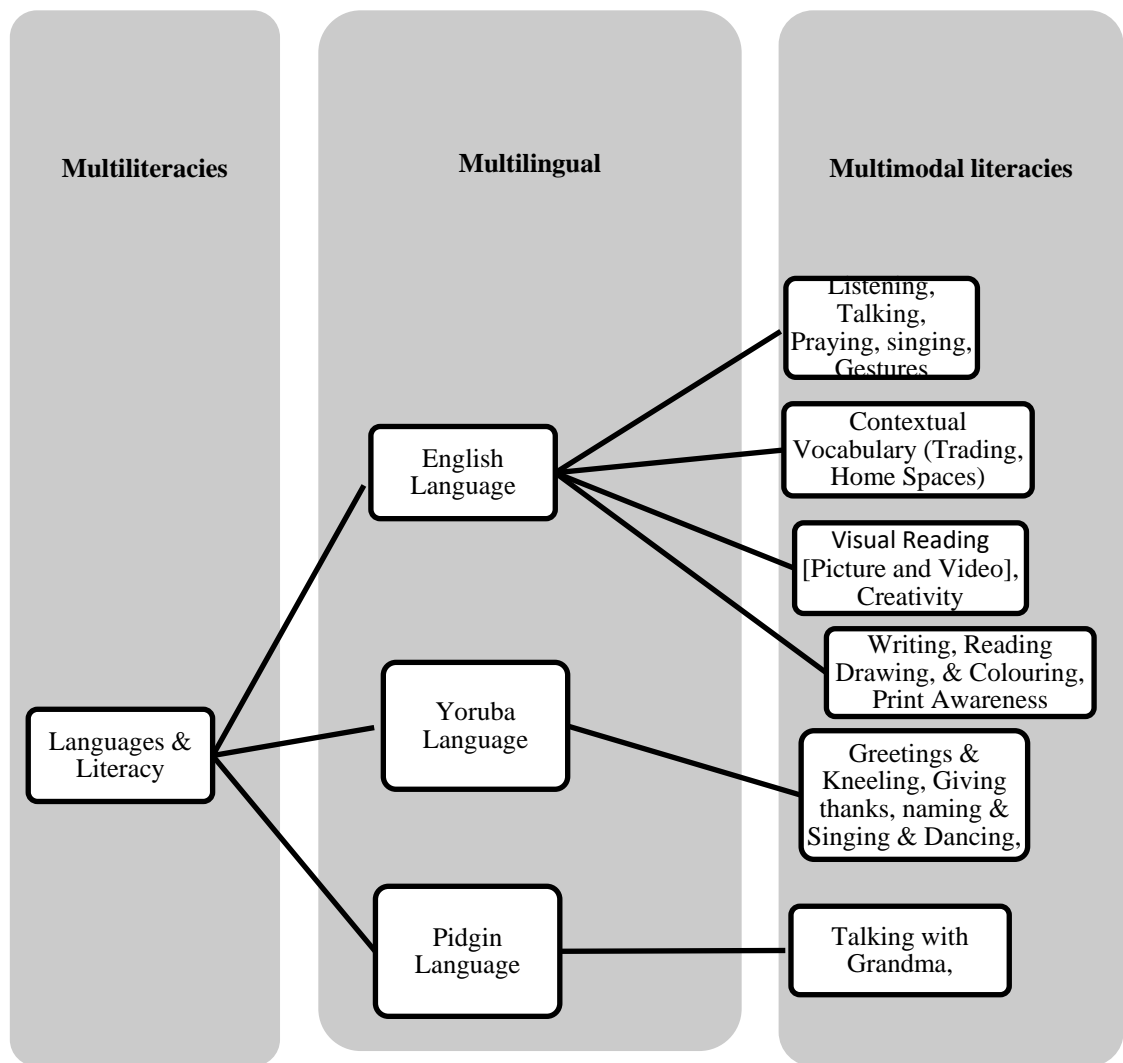 Multiliteracies
Multilingual
Multimodal literacies
Listening,
Talking,
Praying, singing,
Gestures
Contextual
Vocabulary (Trading,
Home Spaces)
English
Language
Visual Reading
[Picture and Video],
Creativity
Writing, Reading
Drawing, & Colouring,
Print Awareness
Languages &
Literacy
Yoruba
Language
Greetings &
Kneeling, Giving
thanks, naming &
Singing & Dancing,
Pidgin
Language
Talking with
Grandma,